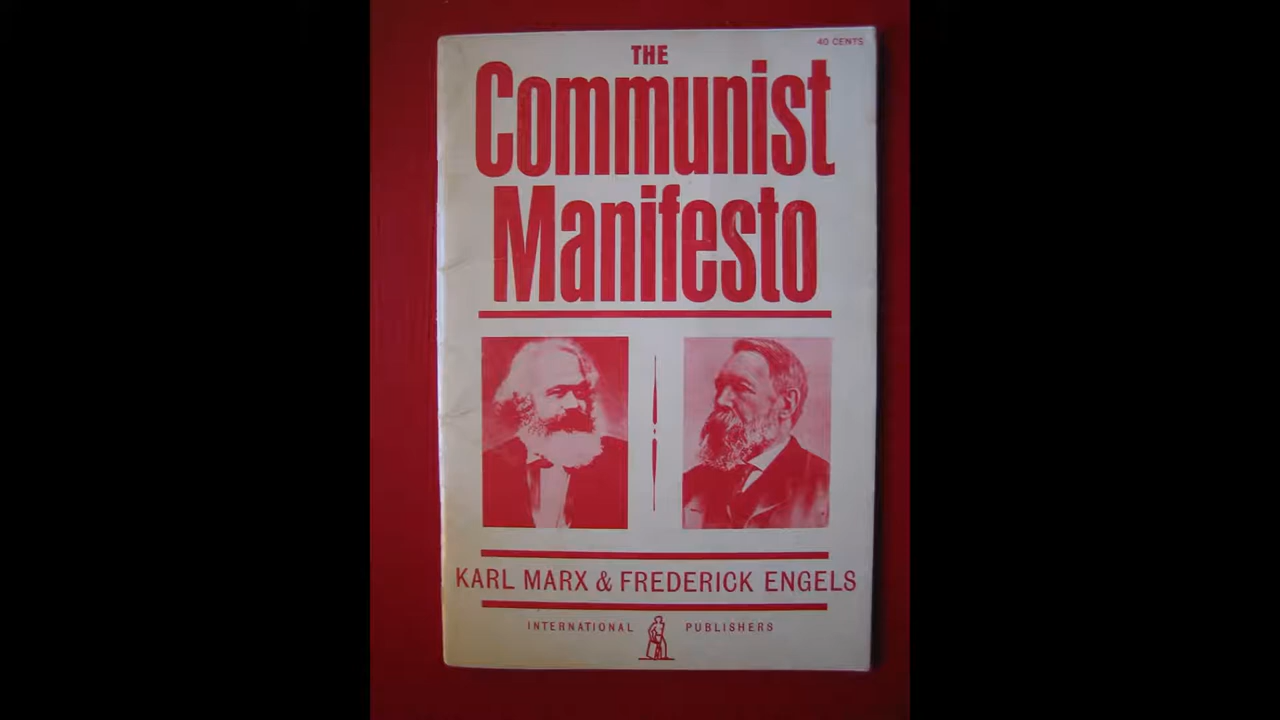 40 CENTS
THE
Communist
Manifesto
KARL MARX & FREDERICK ENGELS
INTERNATIONAL PUBLISHERS